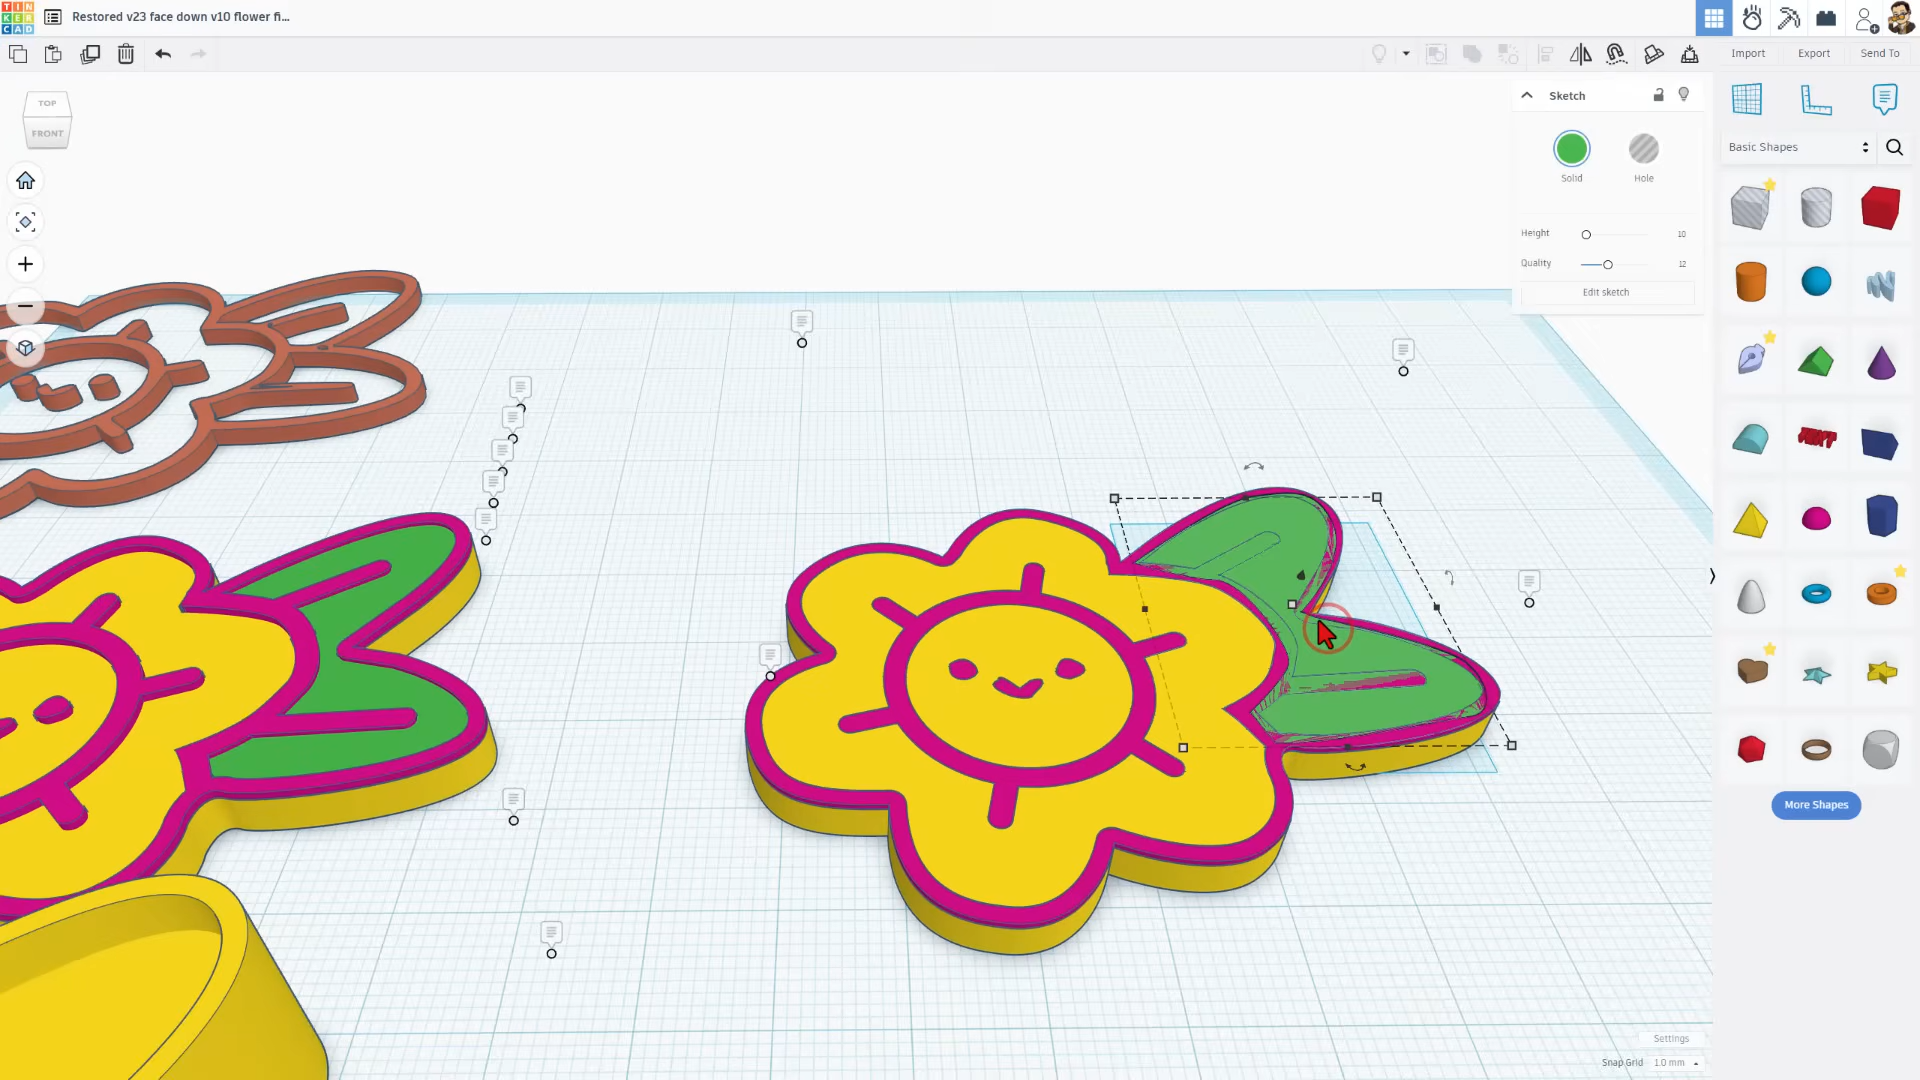 TIN
KER
CAD
Restored v23 face down v10 flower fi...
Import
Export
Send To
TOP
FRONT
Sketch
Solid
Hole
Height
10
Quality
12
Edit sketch
Basic Shapes
More Shapes
Settings
Snap Grid
1.0 mm